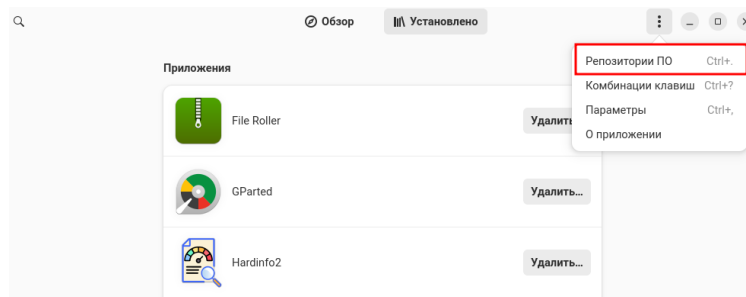 Обзор Установлено
Репозитории ПО Ctrl+.
Комбинации клавиш Ctrl+?
Параметры Ctrl+,
О приложении
Приложения
File Roller Удалить
GParted Удалить...
Hardinfo2 Удалить...